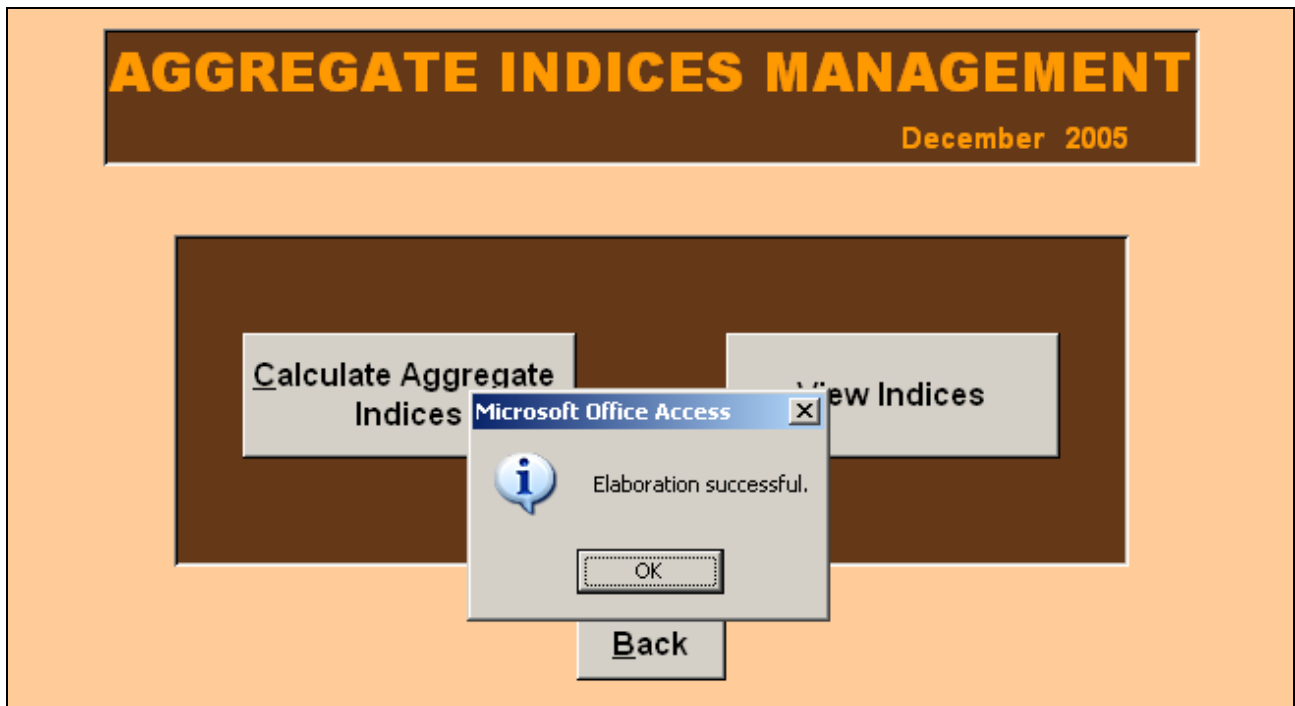 AGGREGATE INDICES MANAGEMENT
December 2005
Calculate Aggregate
Indices
View Indices
Microsoft Office Access
Elaboration successful.
OK
Back